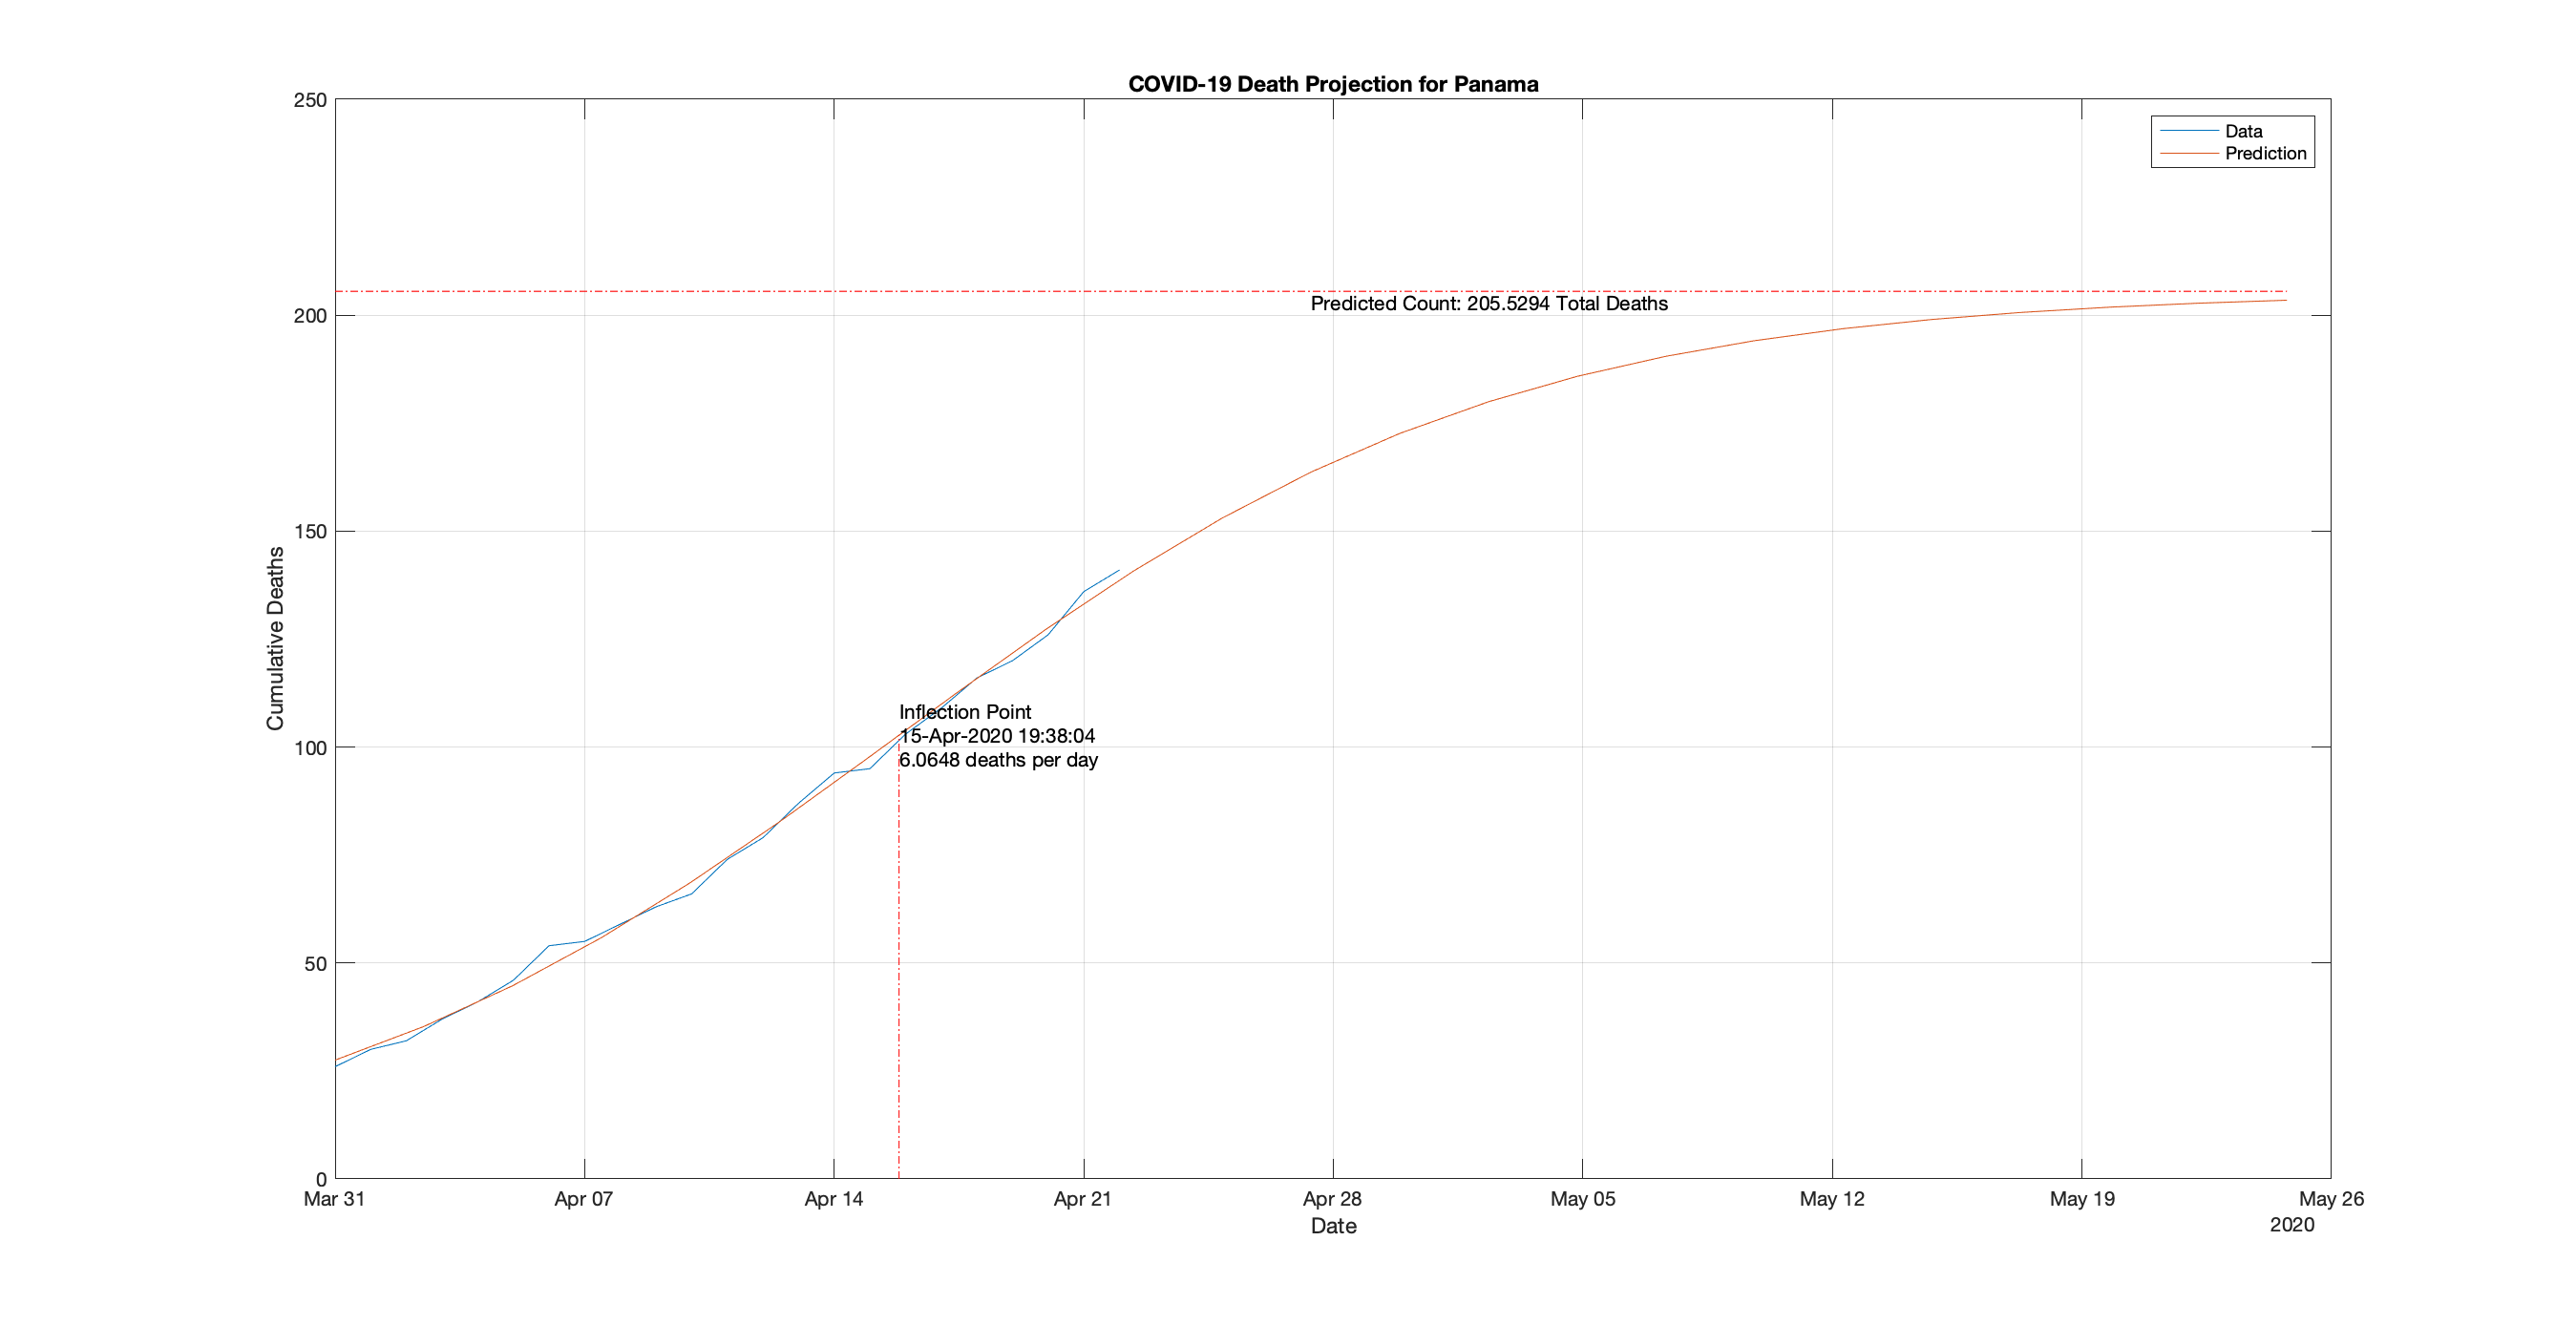 COVID-19 Death Projection for Panama
250
200
150
100
50
0
Cumulative Deaths
Data
Prediction
Predicted Count: 205.5294 Total Deaths
Inflection Point
15-Apr-2020 19:38:04
6.0648 deaths per day
Mar 31 Apr 07 Apr 14 Apr 21 Apr 28 May 05 May 12 May 19 May 26
2020
Date